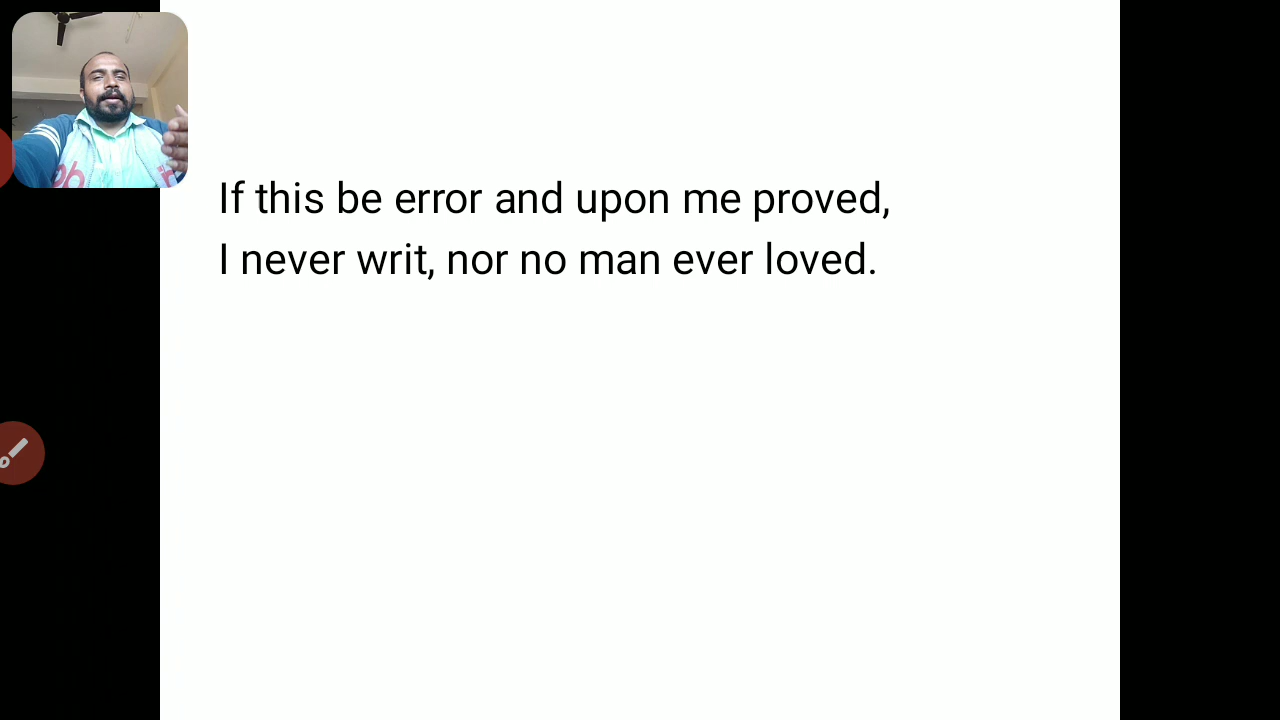 If this be error and upon me proved,
I never writ, nor no man ever loved.